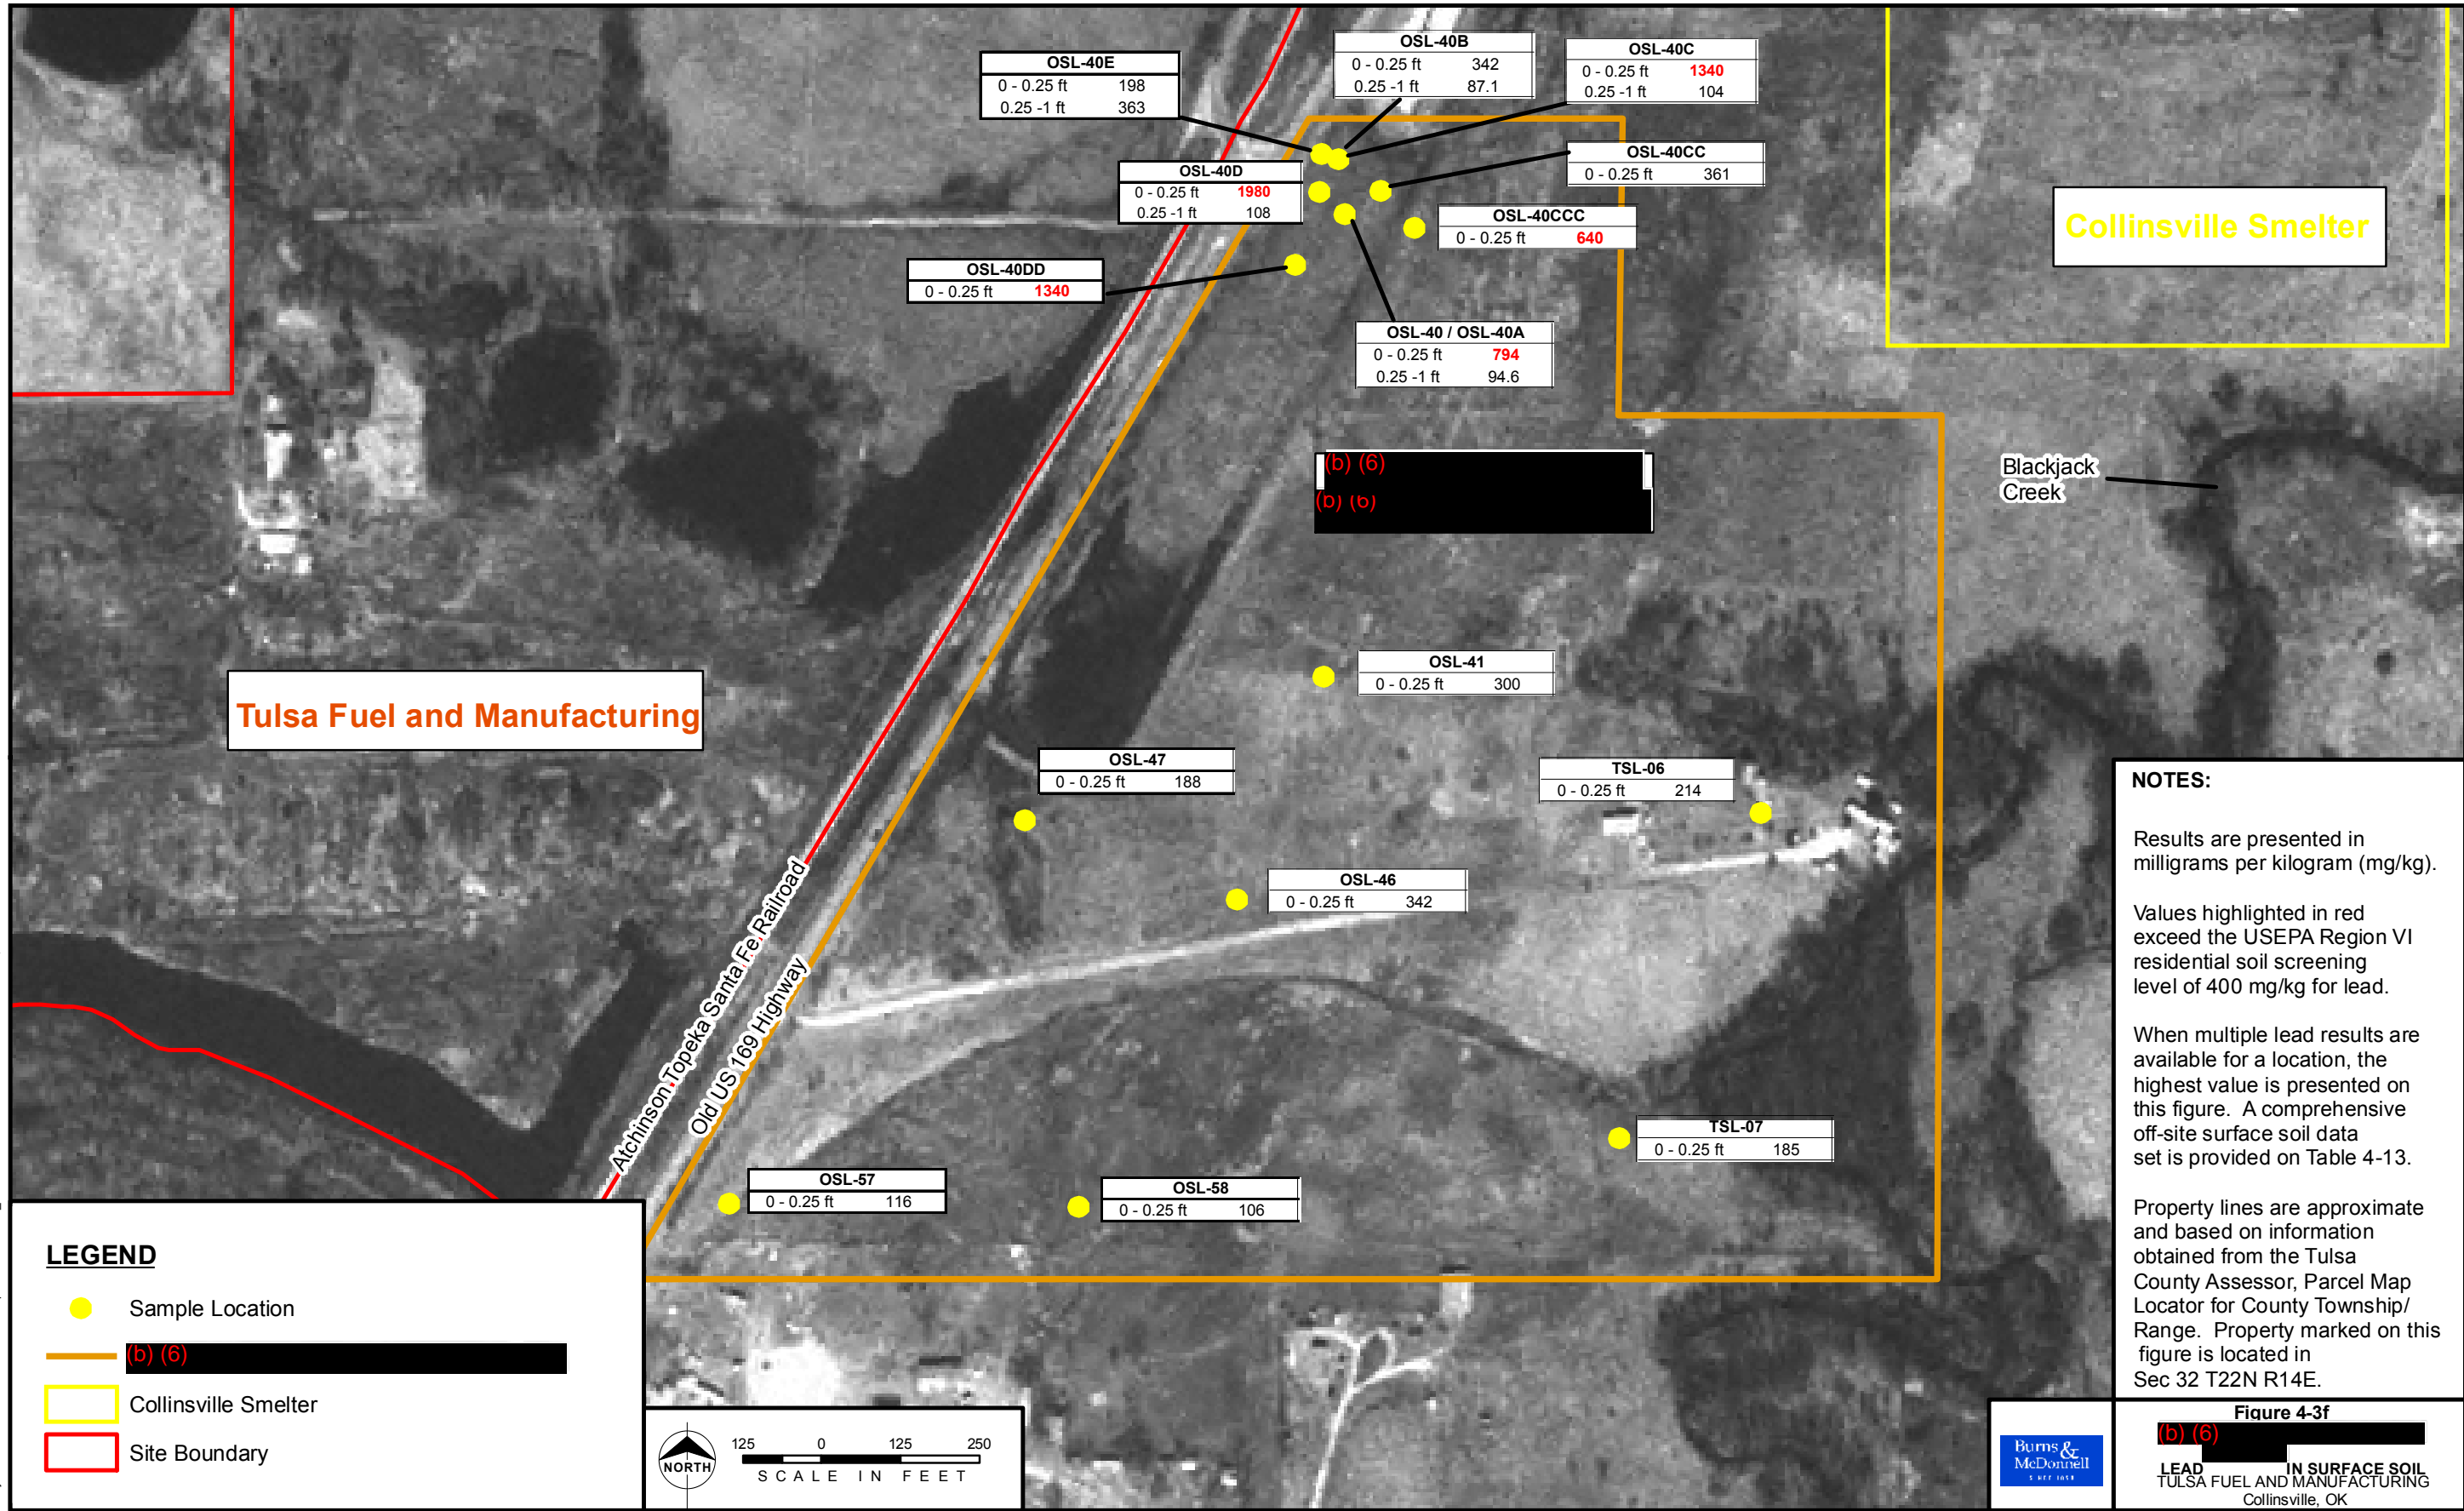 OSL-40E
0 - 0.25 ft 198
0.25 -1 ft 363
OSL-40B
0 - 0.25 ft 342
0.25 -1 ft 87.1
OSL-40C
0 - 0.25 ft 1340
0.25 -1 ft 104
OSL-40D
0 - 0.25 ft 1980
0.25 -1 ft 108
OSL-40CC
0 - 0.25 ft 361
OSL-40CCC
0 - 0.25 ft 640
Collinsville Smelter
OSL-40DD
0 - 0.25 ft 1340
OSL-40 / OSL-40A
0 - 0.25 ft 794
0.25 -1 ft 94.6
(b) (6)
(b) (6)
Blackjack
Creek
Tulsa Fuel and Manufacturing
OSL-41
0 - 0.25 ft 300
OSL-47
0 - 0.25 ft 188
TSL-06
0 - 0.25 ft 214
OSL-46
0 - 0.25 ft 342
Atchinson Topeka Santa Fe Railroad
Old US 169 Highway
TSL-07
0 - 0.25 ft 185
OSL-57
0 - 0.25 ft 116
OSL-58
0 - 0.25 ft 106
NOTES:
Results are presented in
milligrams per kilogram (mg/kg).
Values highlighted in red
exceed the USEPA Region VI
residential soil screening
level of 400 mg/kg for lead.
When multiple lead results are
available for a location, the
highest value is presented on
this figure. A comprehensive
off-site surface soil data
set is provided on Table 4-13.
Property lines are approximate
and based on information
obtained from the Tulsa
County Assessor, Parcel Map
Locator for County Township/
Range. Property marked on this
figure is located in
Sec 32 T22N R14E.
LEGEND
Sample Location
(b) (6)
Collinsville Smelter
Site Boundary
NORTH
125 0 125 250
SCALE IN FEET
Burns &
McDonnell
Figure 4-3f
(b) (6)
LEAD IN SURFACE SOIL
TULSA FUEL AND MANUFACTURING
Collinsville, OK